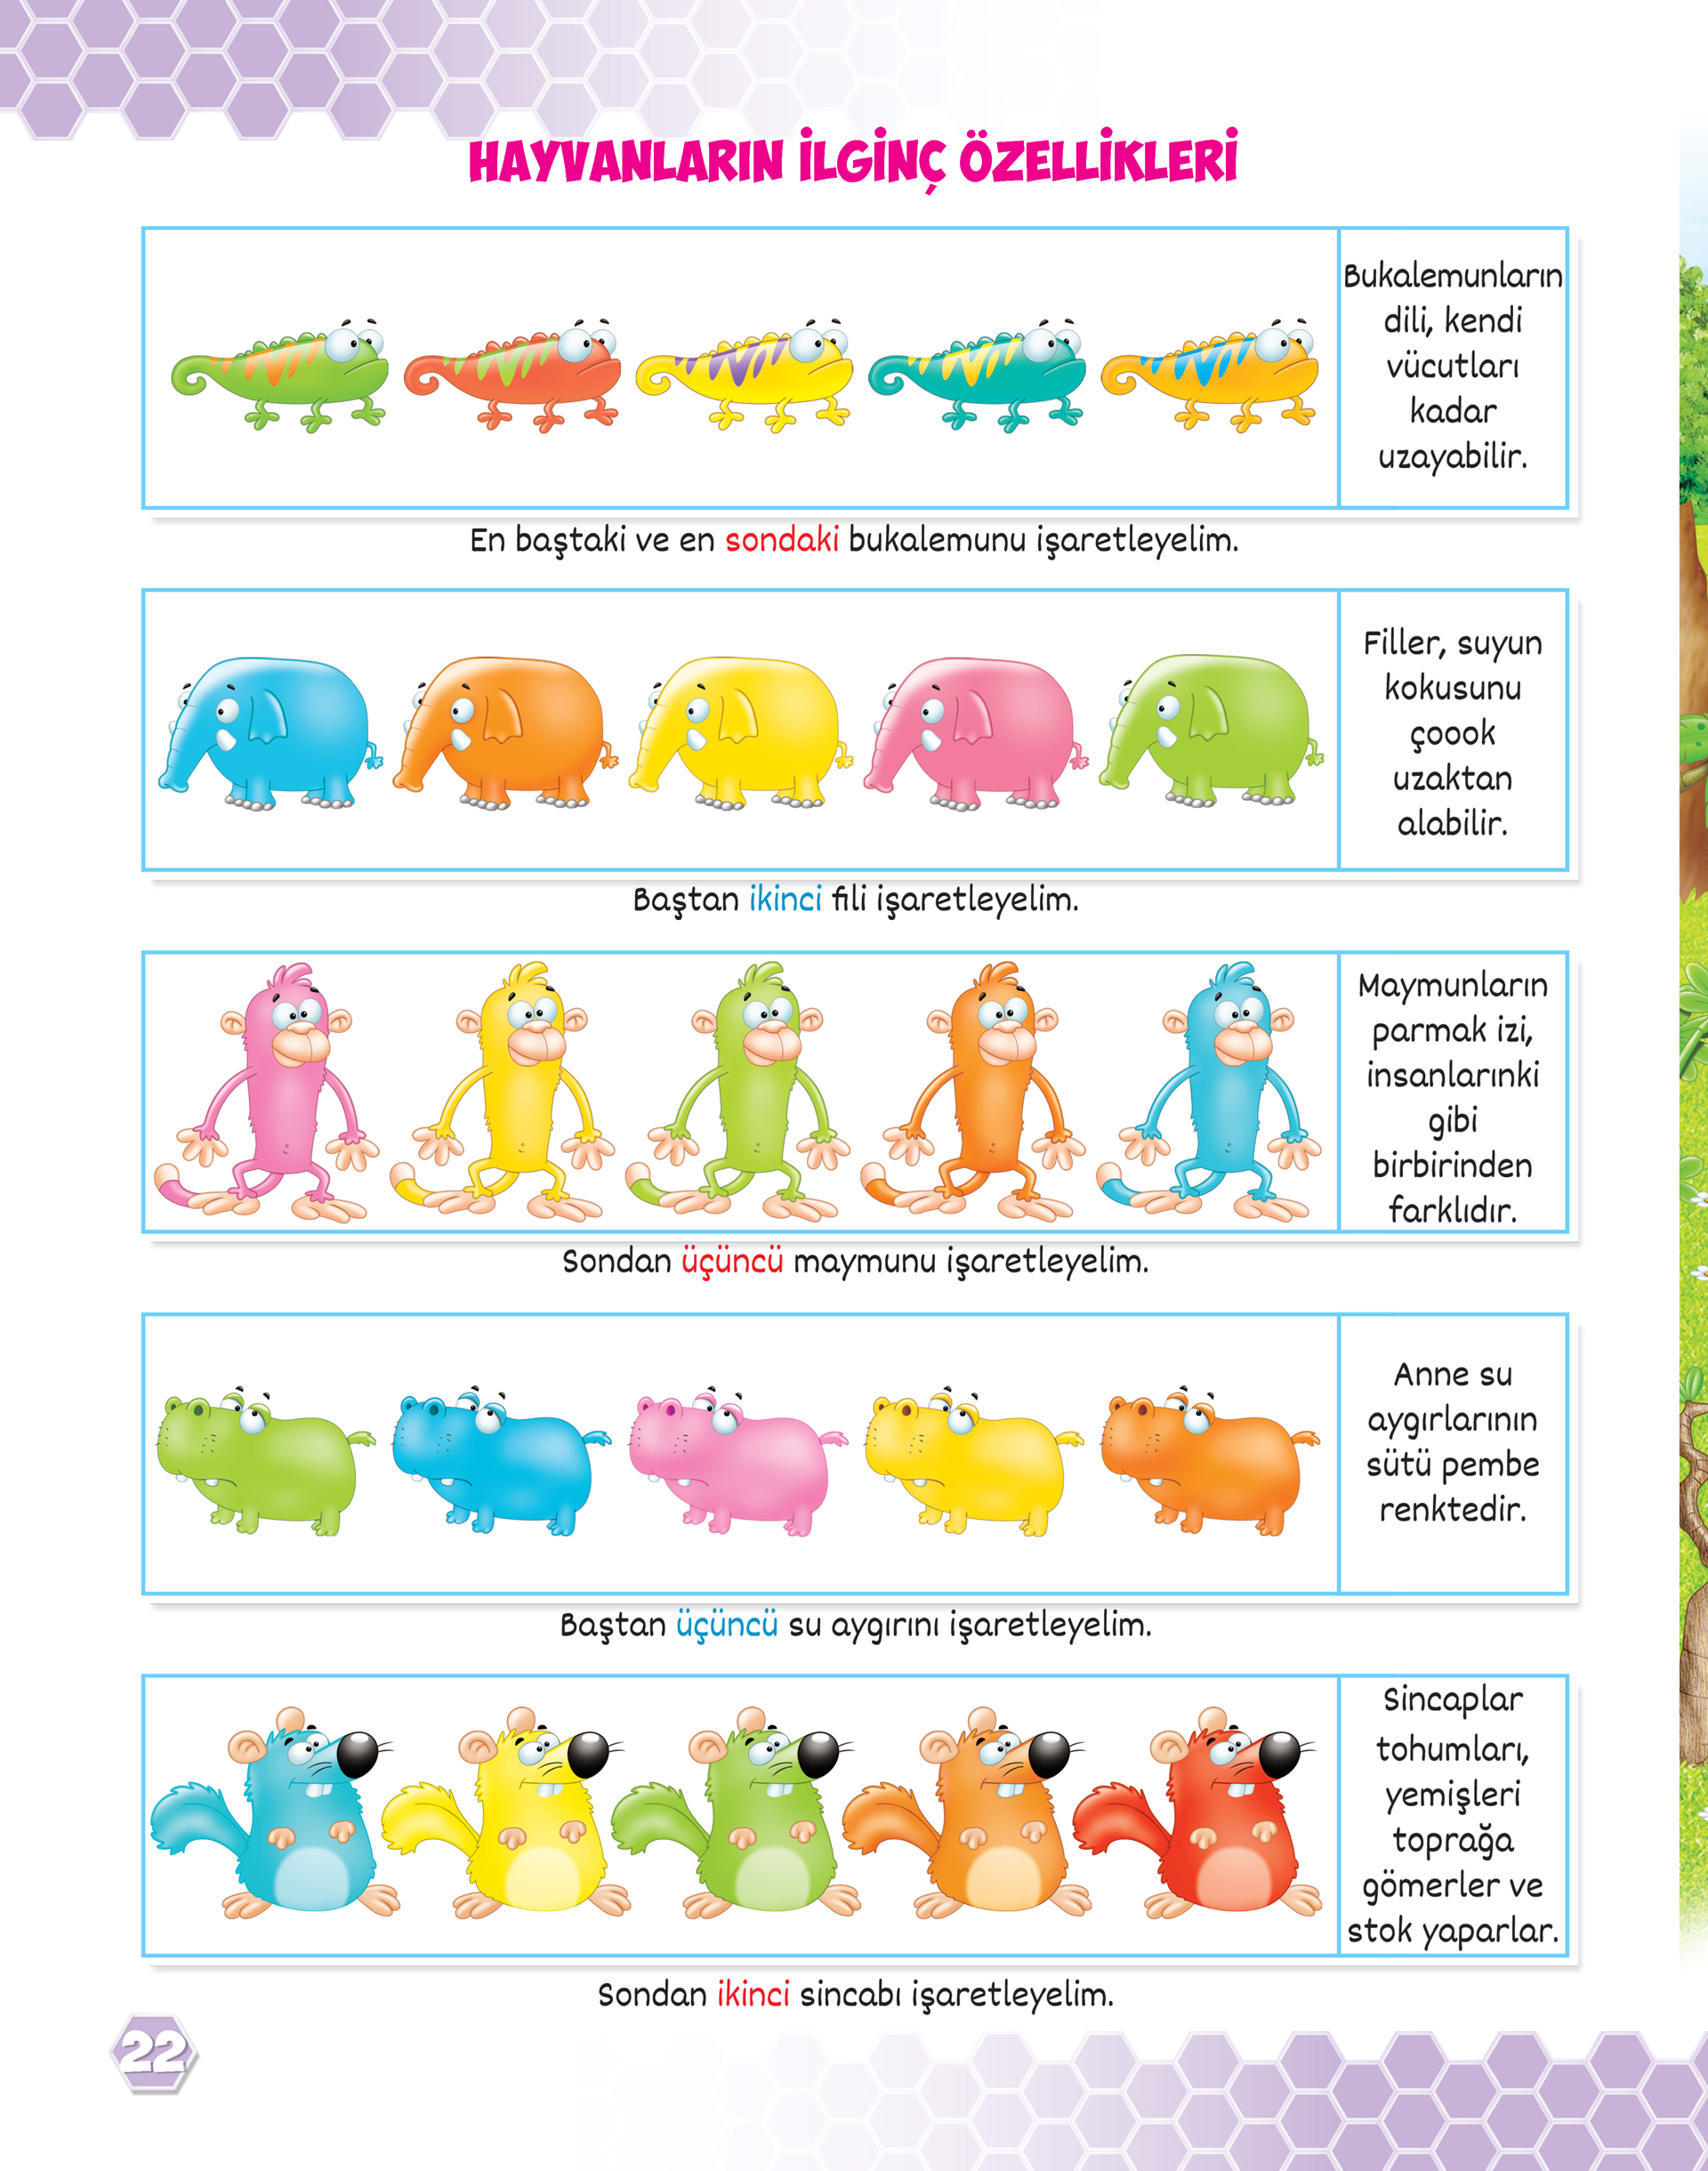 HAYVANLARIN İLGİNÇ ÖZELLİKLERİ
Bukalemunların
dili, kendi
vücutları
kadar
uzayabilir.
En baştaki ve en sondaki bukalemunu işaretleyelim.
Filler, suyun
kokusunu
çoook
uzaktan
alabilir.
Baştan ikinci fili işaretleyelim.
Maymunların
parmak izi,
insanlarınki
gibi
birbirinden
farklıdır.
Sondan üçüncü maymunu işaretleyelim.
Anne su
aygırlarının
sütü pembe
renktedir.
Baştan üçüncü su aygırını işaretleyelim.
Sincaplar
tohumları,
yemişleri
toprağa
gömerler ve
stok yaparlar.
Sondan ikinci sincabı işaretleyelim.
22